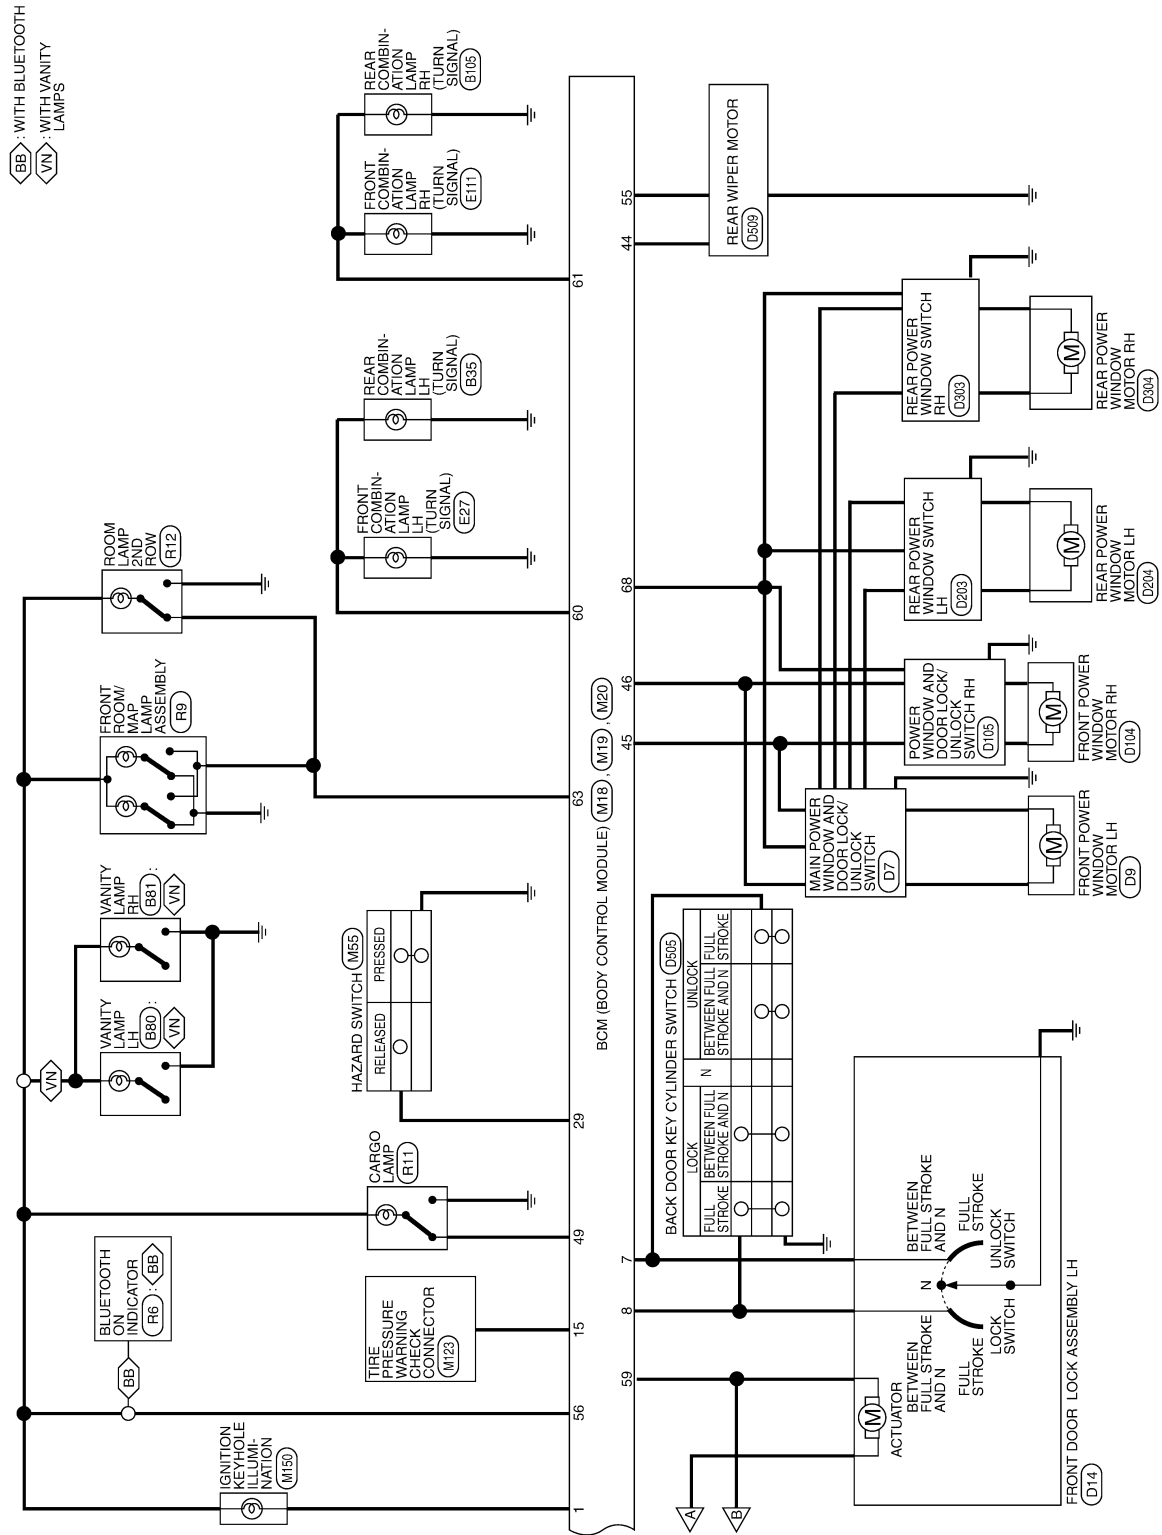 BB : WITH BLUETOOTH
VN : WITH VANITY
LAMPS
IGNITION
KEYHOLE
ILLUMI-
NATION
M150
BB
BLUETOOTH
ON
INDICATOR
R6 : BB
TIRE
PRESSURE
WARNING
CHECK
CONNECTOR
M123
CARGO
LAMP
R11
VN
VANITY
LAMP
LH
B80 :
VN
VANITY
LAMP
RH
B81 :
VN
HAZARD SWITCH M55
RELEASED
PRESSED
FRONT
ROOM/
MAP
LAMP
ASSEMBLY
R9
ROOM
LAMP
2ND
ROW
R12
FRONT
COMBIN-
ATION
LAMP
LH
(TURN
SIGNAL)
E27
REAR
COMBIN-
ATION
LAMP
LH
(TURN
SIGNAL)
B35
FRONT
COMBIN-
ATION
LAMP
RH
(TURN
SIGNAL)
E111
REAR
COMBIN-
ATION
LAMP
RH
(TURN
SIGNAL)
B105
1
56
15
49
29
63
60
61
BCM (BODY CONTROL MODULE) M18 , M19 , M20
59
8
7
45
46
68
44
55
A
B
M
ACTUATOR
BETWEEN
FULL STROKE
AND N
FULL
STROKE
LOCK
SWITCH
N
BETWEEN
FULL STROKE
AND N
FULL
STROKE
UNLOCK
SWITCH
FRONT DOOR LOCK ASSEMBLY LH
D14
BACK DOOR KEY CYLINDER SWITCH D505
LOCK
N
UNLOCK
FULL
STROKE
BETWEEN FULL
STROKE AND N
BETWEEN FULL
STROKE AND N
FULL
STROKE
MAIN POWER
WINDOW AND
DOOR LOCK/
UNLOCK
SWITCH
D7
M
FRONT POWER
WINDOW
MOTOR LH
D9
POWER
WINDOW AND
DOOR LOCK/
UNLOCK
SWITCH RH
D105
M
FRONT POWER
WINDOW
MOTOR RH
D104
REAR POWER
WINDOW SWITCH
LH
D203
M
REAR POWER
WINDOW
MOTOR LH
D204
REAR POWER
WINDOW SWITCH
RH
D303
M
REAR POWER
WINDOW
MOTOR RH
D304
REAR WIPER MOTOR
D509